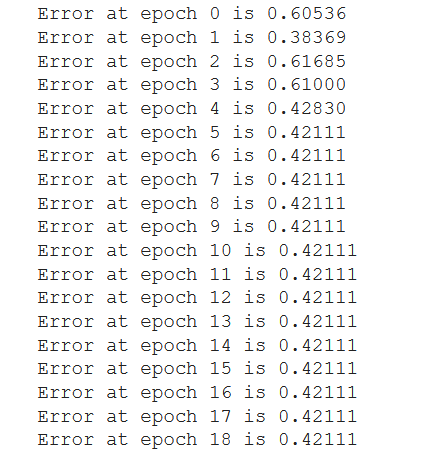 Error at epoch 0 is 0.60536
Error at epoch 1 is 0.38369
Error at epoch 2 is 0.61685
Error at epoch 3 is 0.61000
Error at epoch 4 is 0.42830
Error at epoch 5 is 0.42111
Error at epoch 6 is 0.42111
Error at epoch 7 is 0.42111
Error at epoch 8 is 0.42111
Error at epoch 9 is 0.42111
Error at epoch 10 is 0.42111
Error at epoch 11 is 0.42111
Error at epoch 12 is 0.42111
Error at epoch 13 is 0.42111
Error at epoch 14 is 0.42111
Error at epoch 15 is 0.42111
Error at epoch 16 is 0.42111
Error at epoch 17 is 0.42111
Error at epoch 18 is 0.42111